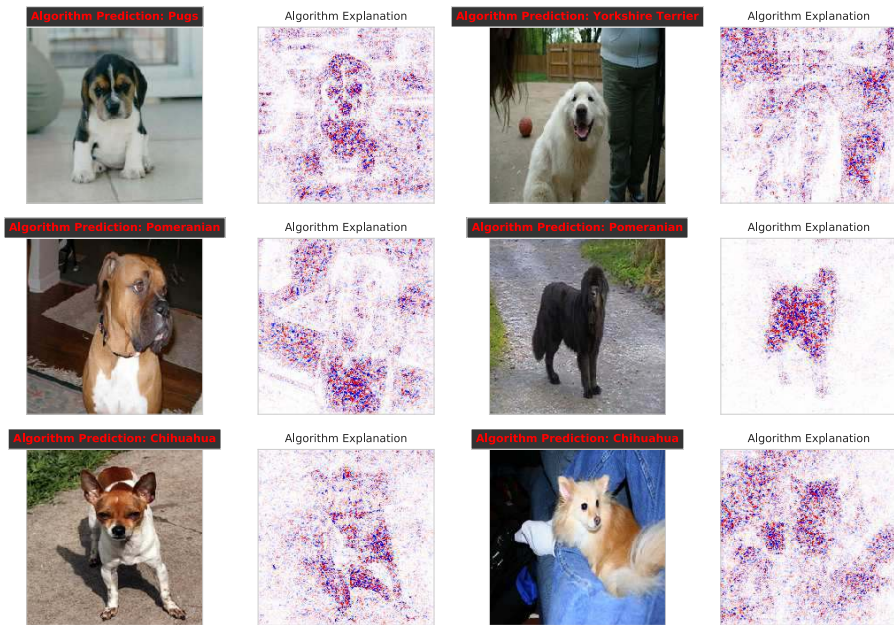 Algorithm Prediction: Pugs
Algorithm Explanation
Algorithm Prediction: Yorkshire Terrier
Algorithm Explanation
Algorithm Prediction: Pomeranian
Algorithm Explanation
Algorithm Prediction: Pomeranian
Algorithm Explanation
Algorithm Prediction: Chihuahua
Algorithm Explanation
Algorithm Prediction: Chihuahua
Algorithm Explanation